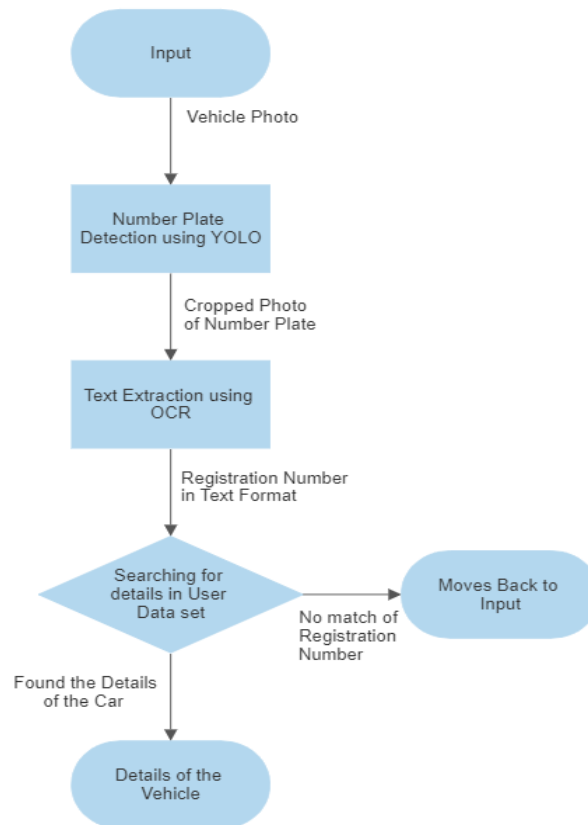 Input
Vehicle Photo
Number Plate
Detection using YOLO
Cropped Photo
of Number Plate
Text Extraction using
OCR
Registration Number
in Text Format
Searching for
details in User
Data set
No match of
Registration
Number
Moves Back to
Input
Found the Details
of the Car
Details of the
Vehicle